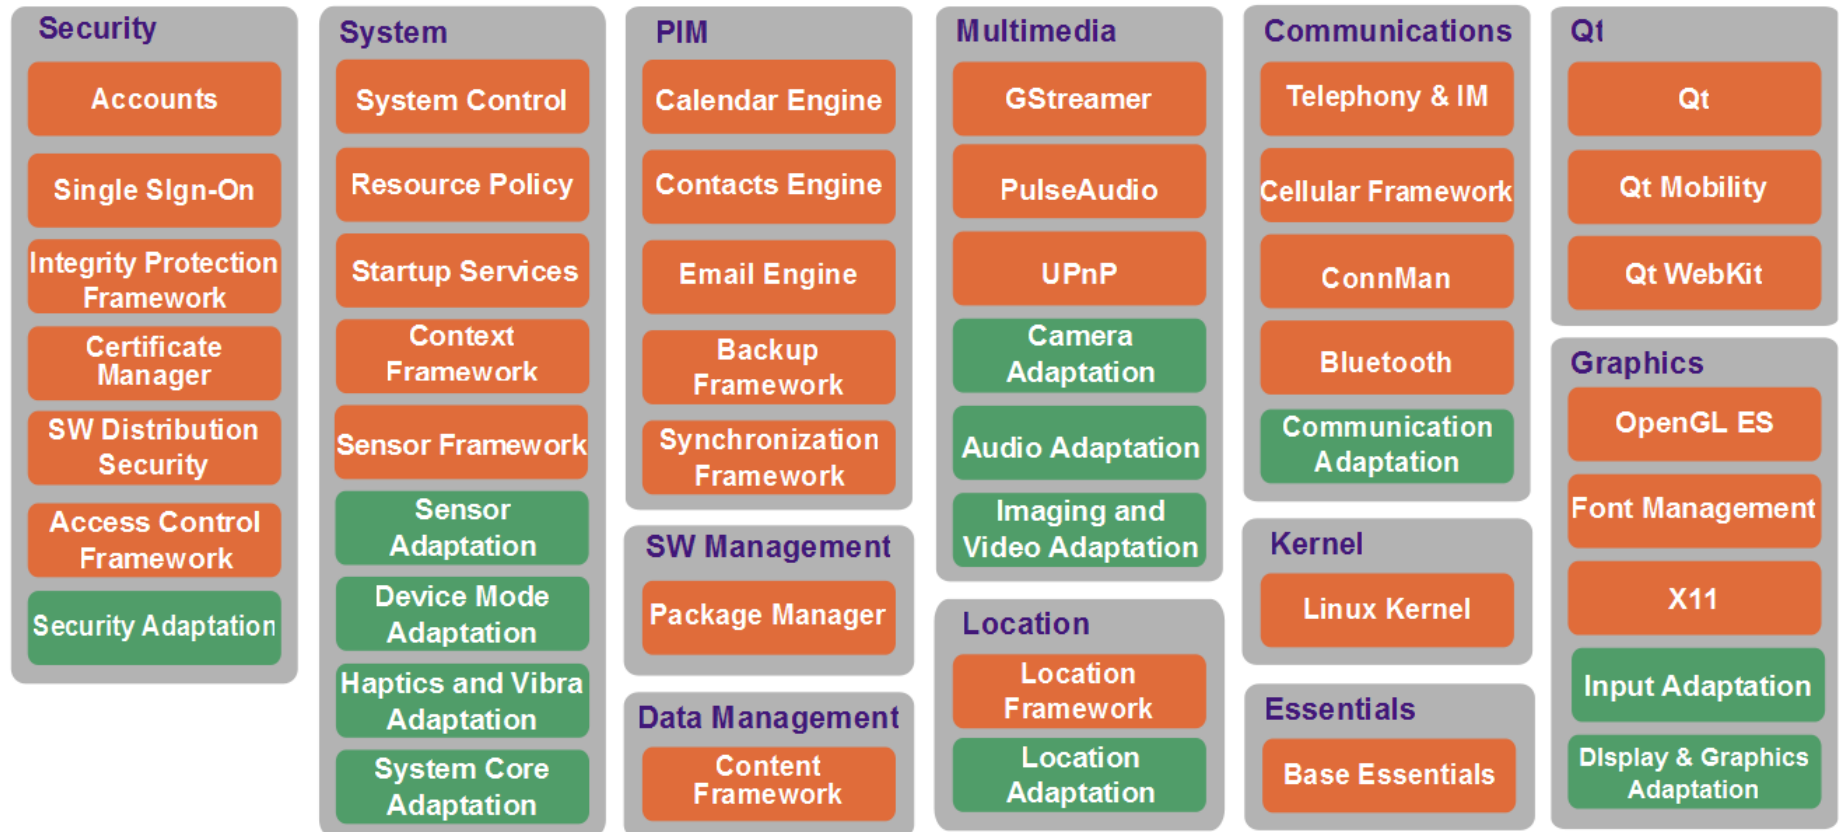 Security
Accounts
Single SIgn-On
Integrity Protection
Framework
Certificate
Manager
SW Distribution
Security
Access Control
Framework
Security Adaptation
System
System Control
Resource Policy
Startup Services
Context
Framework
Sensor Framework
Sensor
Adaptation
Device Mode
Adaptation
Haptics and Vibra
Adaptation
System Core
Adaptation
PIM
Calendar Engine
Contacts Engine
Email Engine
Backup
Framework
Synchronization
Framework
SW Management
Package Manager
Data Management
Content
Framework
Multimedia
GStreamer
PulseAudio
UPnP
Camera
Adaptation
Audio Adaptation
Imaging and
Video Adaptation
Location
Location
Framework
Location
Adaptation
Communications
Telephony & IM
Cellular Framework
ConnMan
Bluetooth
Communication
Adaptation
Kernel
Linux Kernel
Essentials
Base Essentials
Qt
Qt
Qt Mobility
Qt WebKit
Graphics
OpenGL ES
Font Management
X11
Input Adaptation
DIsplay & Graphics
Adaptation